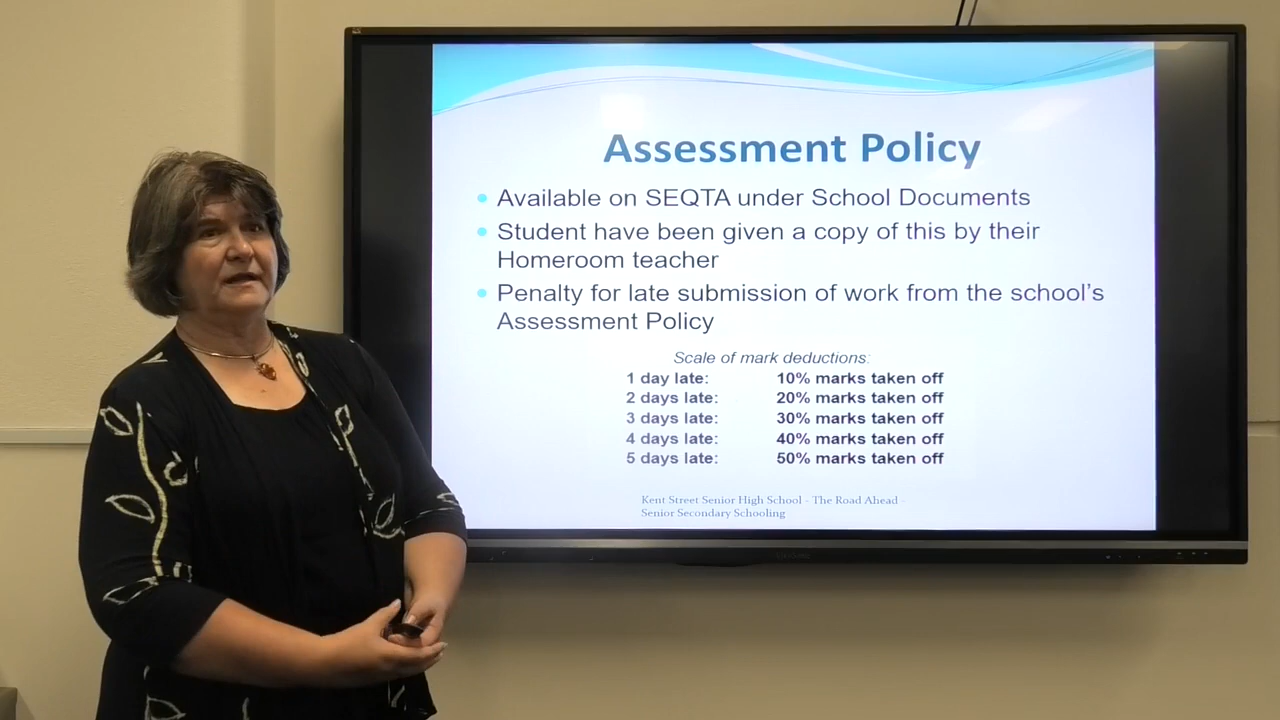 Assessment Policy
Available on SEQTA under School Documents
Student have been given a copy of this by their
Homeroom teacher
Penalty for late submission of work from the school's
Assessment Policy
Scale of mark deductions:
1 day late: 10% marks taken off
2 days late: 20% marks taken off
3 days late: 30% marks taken off
4 days late: 40% marks taken off
5 days late: 50% marks taken off
Kent Street Senior High School - The Road Ahead -
Senior Secondary Schooling